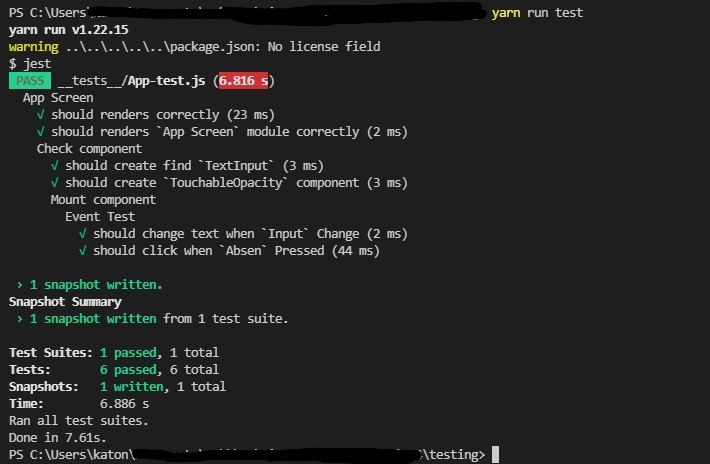 PS C:\Users\ yarn run test
yarn run v1.22.15
warning ..\..\..\..\..\package.json: No license field
$ jest
PASS __tests__/App-test.js (6.816 s)
App Screen
√ should renders correctly (23 ms)
√ should renders `App Screen` module correctly (2 ms)
Check component
√ should create find `TextInput` (3 ms)
√ should create `TouchableOpacity` component (3 ms)
Mount component
Event Test
√ should change text when `Input` Change (2 ms)
√ should click when `Absen` Pressed (44 ms)
› 1 snapshot written.
Snapshot Summary
› 1 snapshot written from 1 test suite.
Test Suites: 1 passed, 1 total
Tests: 6 passed, 6 total
Snapshots: 1 written, 1 total
Time: 6.886 s
Ran all test suites.
Done in 7.61s.
PS C:\Users\katon\ \testing>